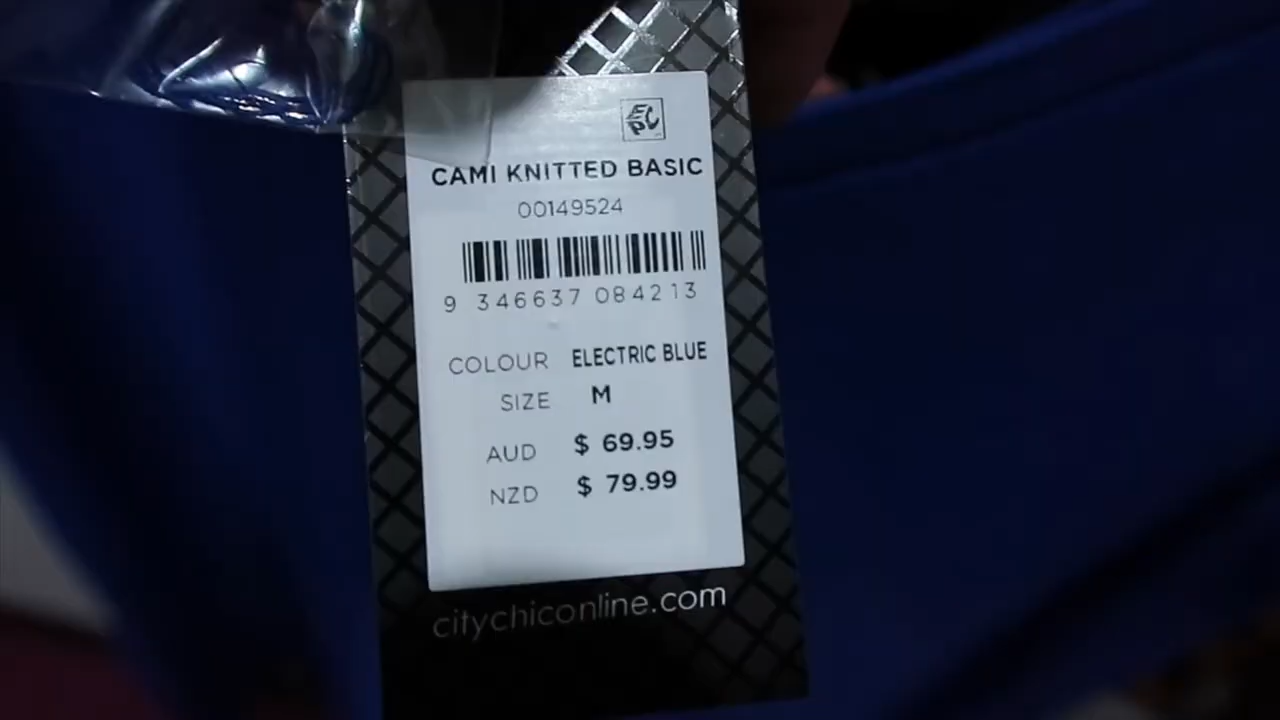 EPC
CAMI KNITTED BASIC
00149524
9 346637 084213
COLOUR ELECTRIC BLUE
SIZE M
AUD $ 69.95
NZD $ 79.99
citychiconline.com